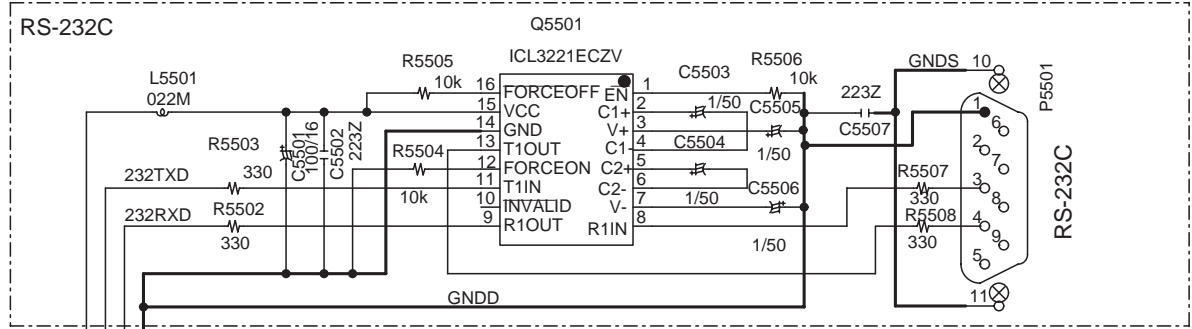 RS-232C
Q5501
ICL3221ECZV
L5501
022M
R5505
10k
16 FORCEOFF EN 1
15 VCC C1+ 2
14 GND V+ 3
13 T1OUT C1- 4
12 FORCEON C2+ 5
11 T1IN C2- 6
10 INVALID V- 7
9 R1OUT R1IN 8
C5503
1/50
R5506
10k
C5505
1/50
C5504
1/50
C5506
1/50
223Z
C5507
GNDS
10
P5501
1
6
2
7
3
8
4
9
5
11
RS-232C
R5503
330
C5501
100/16
C5502
223Z
R5504
10k
232TXD
R5502
330
232RXD
R5507
330
R5508
330
GNDD